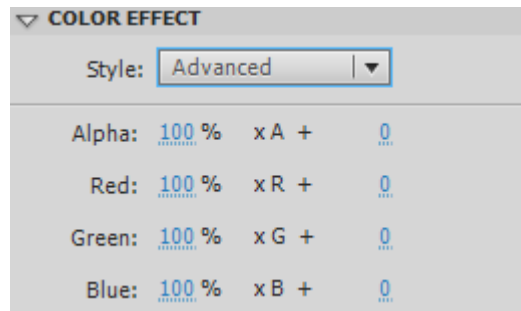 COLOR EFFECT
Style: Advanced
Alpha: 100 % x A + 0
Red: 100 % x R + 0
Green: 100 % x G + 0
Blue: 100 % x B + 0